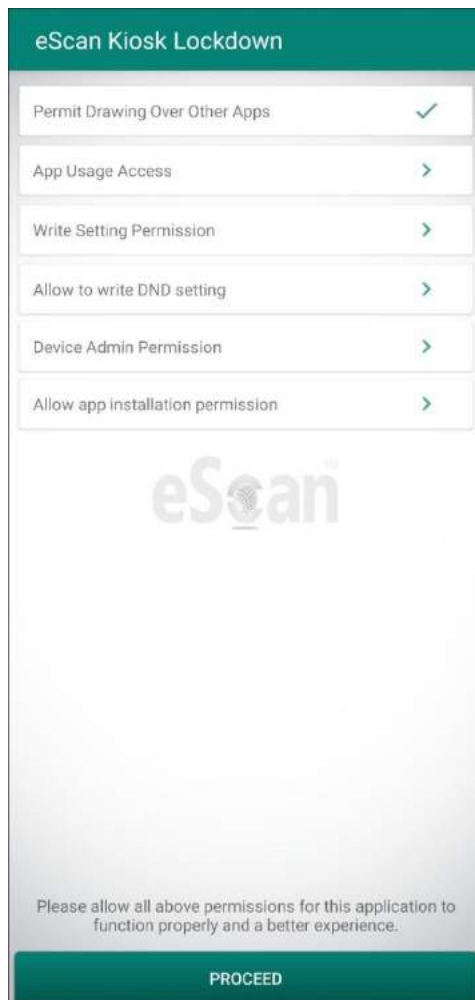 eScan Kiosk Lockdown
Permit Drawing Over Other Apps
App Usage Access
Write Setting Permission
Allow to write DND setting
Device Admin Permission
Allow app installation permission
eScan
Please allow all above permissions for this application to
function properly and a better experience.
PROCEED